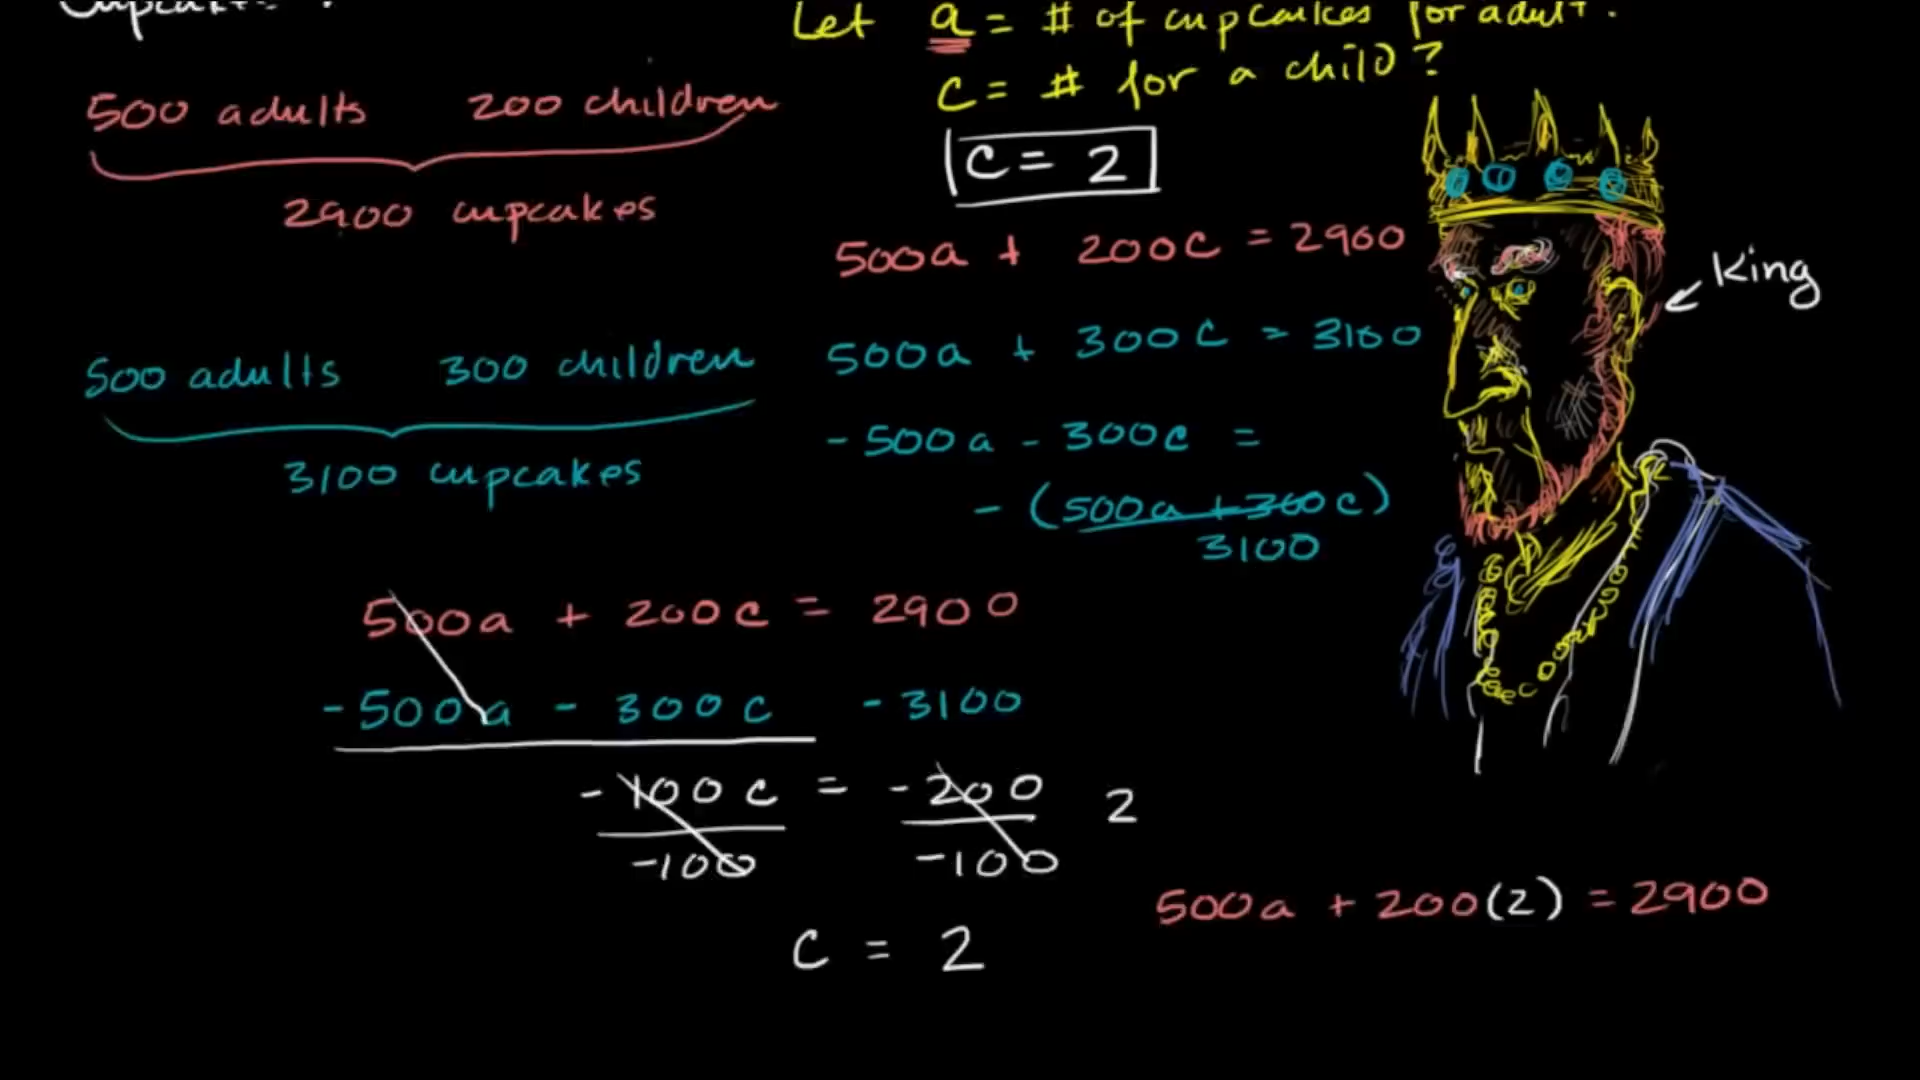 Cupcakes?
Let a = # of cupcakes for adult.
c = # for a child?
500 adults 200 children
2900 cupcakes
c = 2
500a + 200c = 2900
King
500 adults 300 children
3100 cupcakes
500a + 300c = 3100
- 500a - 300c =
- (500a + 300c)
3100
500a + 200c = 2900
- 500a - 300c - 3100
- 100c = - 200 2
-100 -100
c = 2
500a + 200(2) = 2900